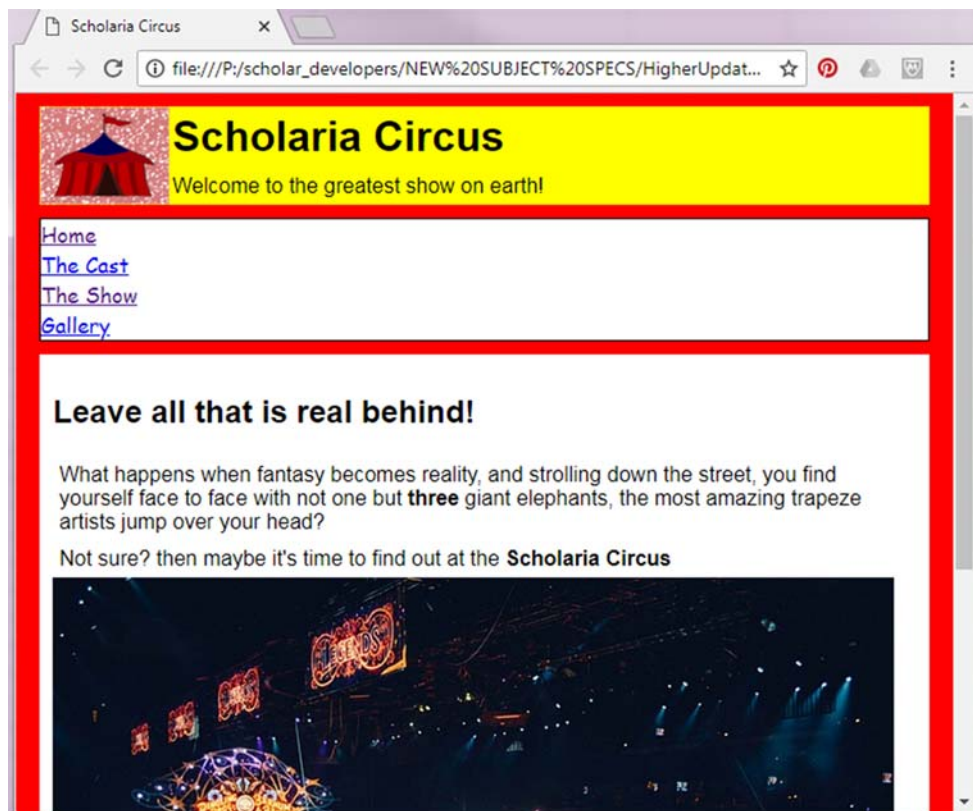 Scholaria Circus
file:///P:/scholar_developers/NEW%20SUBJECT%20SPECS/HigherUpdat...
Scholaria Circus
Welcome to the greatest show on earth!
Home
The Cast
The Show
Gallery
Leave all that is real behind!
What happens when fantasy becomes reality, and strolling down the street, you find
yourself face to face with not one but three giant elephants, the most amazing trapeze
artists jump over your head?
Not sure? then maybe it's time to find out at the Scholaria Circus
LEGENDS